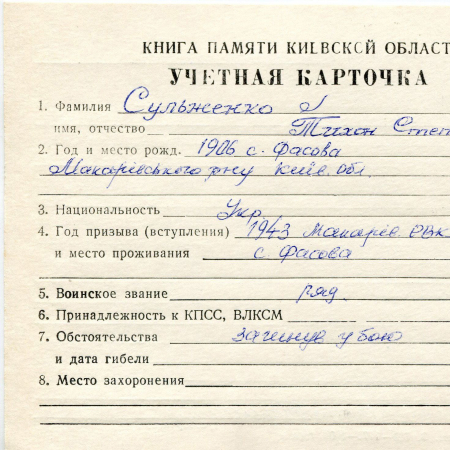 КНИГА ПАМЯТИ КИЕВСКОЙ ОБЛАСТ
УЧЕТНАЯ КАРТОЧКА
1. Фамилия Сульженко
имя, отчество Тихон Степ
2. Год и место рожд. 1906 с. Фасова
Макарівського р-ну Київ. обл.
3. Национальность Укр.
4. Год призыва (вступления) 1943 Макарів. РВК
и место проживания с. Фасова
5. Воинское звание ряд.
6. Принадлежность к КПСС, ВЛКСМ
7. Обстоятельства загинув у бою
и дата гибели
8. Место захоронения